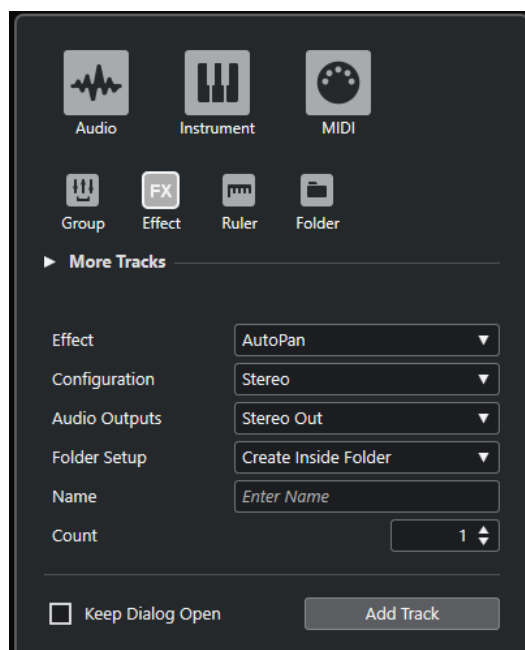 Audio Instrument MIDI
FX
Group Effect Ruler Folder
More Tracks
Effect AutoPan
Configuration Stereo
Audio Outputs Stereo Out
Folder Setup Create Inside Folder
Name Enter Name
Count 1
Keep Dialog Open Add Track